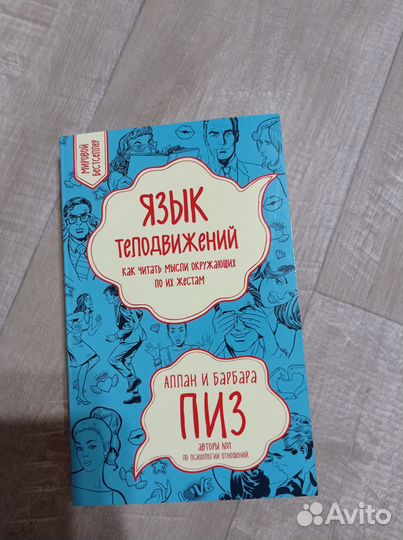 МИРОВОЙ
БЕСТСЕЛЛЕР
ЯЗЫК
ТЕЛОДВИЖЕНИЙ
КАК ЧИТАТЬ МЫСЛИ ОКРУЖАЮЩИХ
ПО ИХ ЖЕСТАМ
АЛЛАН И БАРБАРА
ПИЗ
АВТОРЫ №1
ПО ПСИХОЛОГИИ ОТНОШЕНИЙ
LOVE
Avito